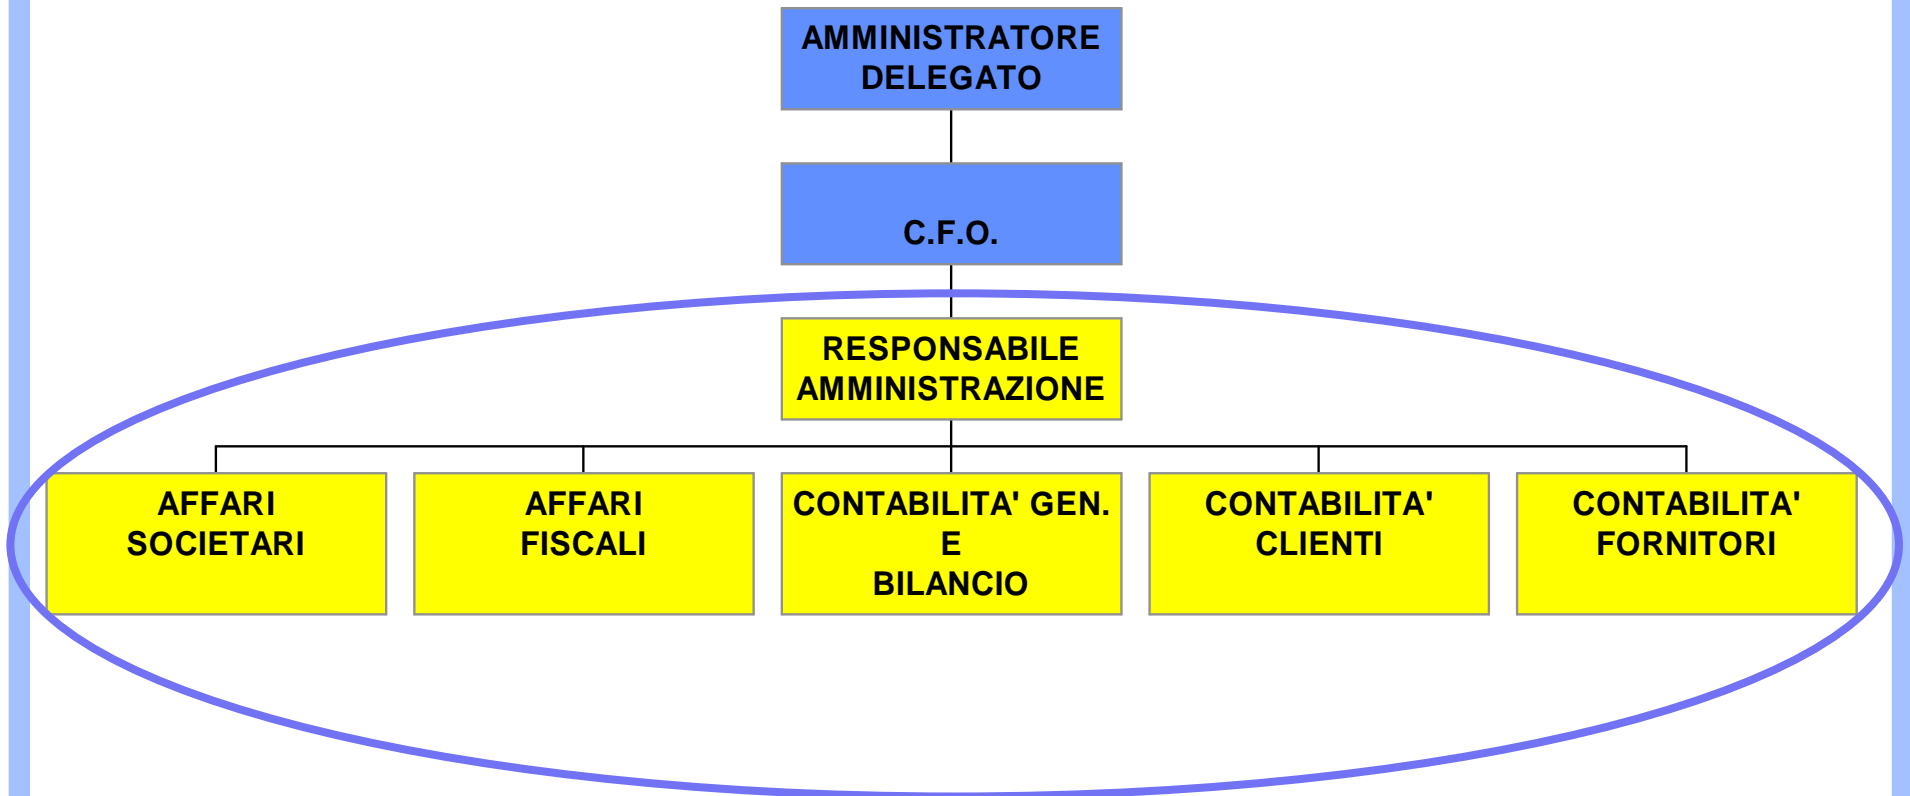 AMMINISTRATORE
DELEGATO
C.F.O.
RESPONSABILE
AMMINISTRAZIONE
AFFARI
SOCIETARI
AFFARI
FISCALI
CONTABILITA' GEN.
E
BILANCIO
CONTABILITA'
CLIENTI
CONTABILITA'
FORNITORI